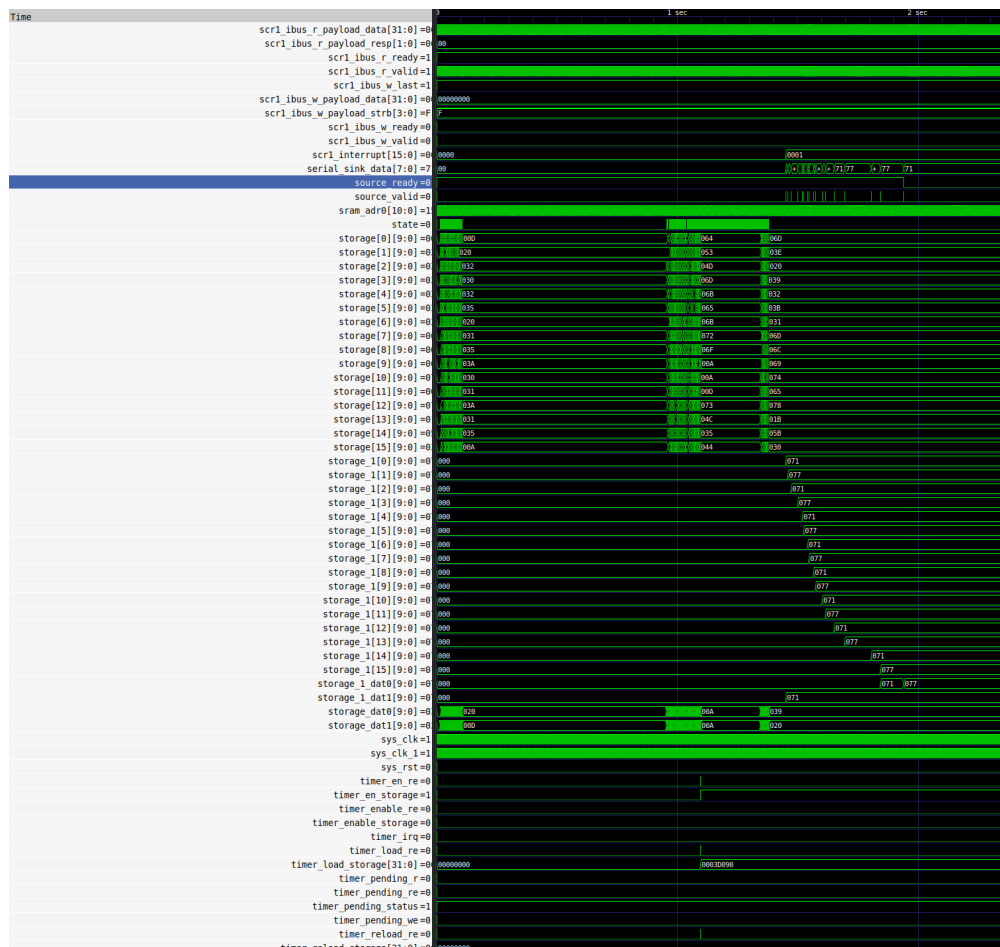 Time 0 1 sec 2 sec
scr1_ibus_r_payload_data[31:0] =00
scr1_ibus_r_payload_resp[1:0] =00 00
scr1_ibus_r_ready =1
scr1_ibus_r_valid =1
scr1_ibus_w_last =1
scr1_ibus_w_payload_data[31:0] =00 00000000
scr1_ibus_w_payload_strb[3:0] =F F
scr1_ibus_w_ready =0
scr1_ibus_w_valid =0
scr1_interrupt[15:0] =00 0000 0001
serial_sink_data[7:0] =7 00 + + + 71 77 + 77 71
source_ready =0
source_valid =0
sram_adr0[10:0] =1
state =0
storage[0][9:0] =0 00D 064 06D
storage[1][9:0] =0 020 053 03E
storage[2][9:0] =0 032 04D 020
storage[3][9:0] =0 030 06D 039
storage[4][9:0] =0 032 06B 032
storage[5][9:0] =0 035 065 03B
storage[6][9:0] =0 020 06B 031
storage[7][9:0] =0 031 072 06D
storage[8][9:0] =0 035 06F 06C
storage[9][9:0] =0 03A 00A 069
storage[10][9:0] =0 030 00A 074
storage[11][9:0] =0 031 00D 065
storage[12][9:0] =0 03A 073 078
storage[13][9:0] =0 031 04C 01B
storage[14][9:0] =0 035 035 05B
storage[15][9:0] =0 00A 044 030
storage_1[0][9:0] =0 000 071
storage_1[1][9:0] =0 000 077
storage_1[2][9:0] =0 000 071
storage_1[3][9:0] =0 000 077
storage_1[4][9:0] =0 000 071
storage_1[5][9:0] =0 000 077
storage_1[6][9:0] =0 000 071
storage_1[7][9:0] =0 000 077
storage_1[8][9:0] =0 000 071
storage_1[9][9:0] =0 000 077
storage_1[10][9:0] =0 000 071
storage_1[11][9:0] =0 000 077
storage_1[12][9:0] =0 000 071
storage_1[13][9:0] =0 000 077
storage_1[14][9:0] =0 000 071
storage_1[15][9:0] =0 000 077
storage_1_dat0[9:0] =0 000 071 077
storage_1_dat1[9:0] =0 000 071
storage_dat0[9:0] =0 020 00A 039
storage_dat1[9:0] =0 00D 00A 020
sys_clk =1
sys_clk_1 =1
sys_rst =0
timer_en_re =0
timer_en_storage =1
timer_enable_re =0
timer_enable_storage =0
timer_irq =0
timer_load_re =0
timer_load_storage[31:0] =00 00000000 0003D090
timer_pending_r =0
timer_pending_re =0
timer_pending_status =1
timer_pending_we =0
timer_reload_re =0